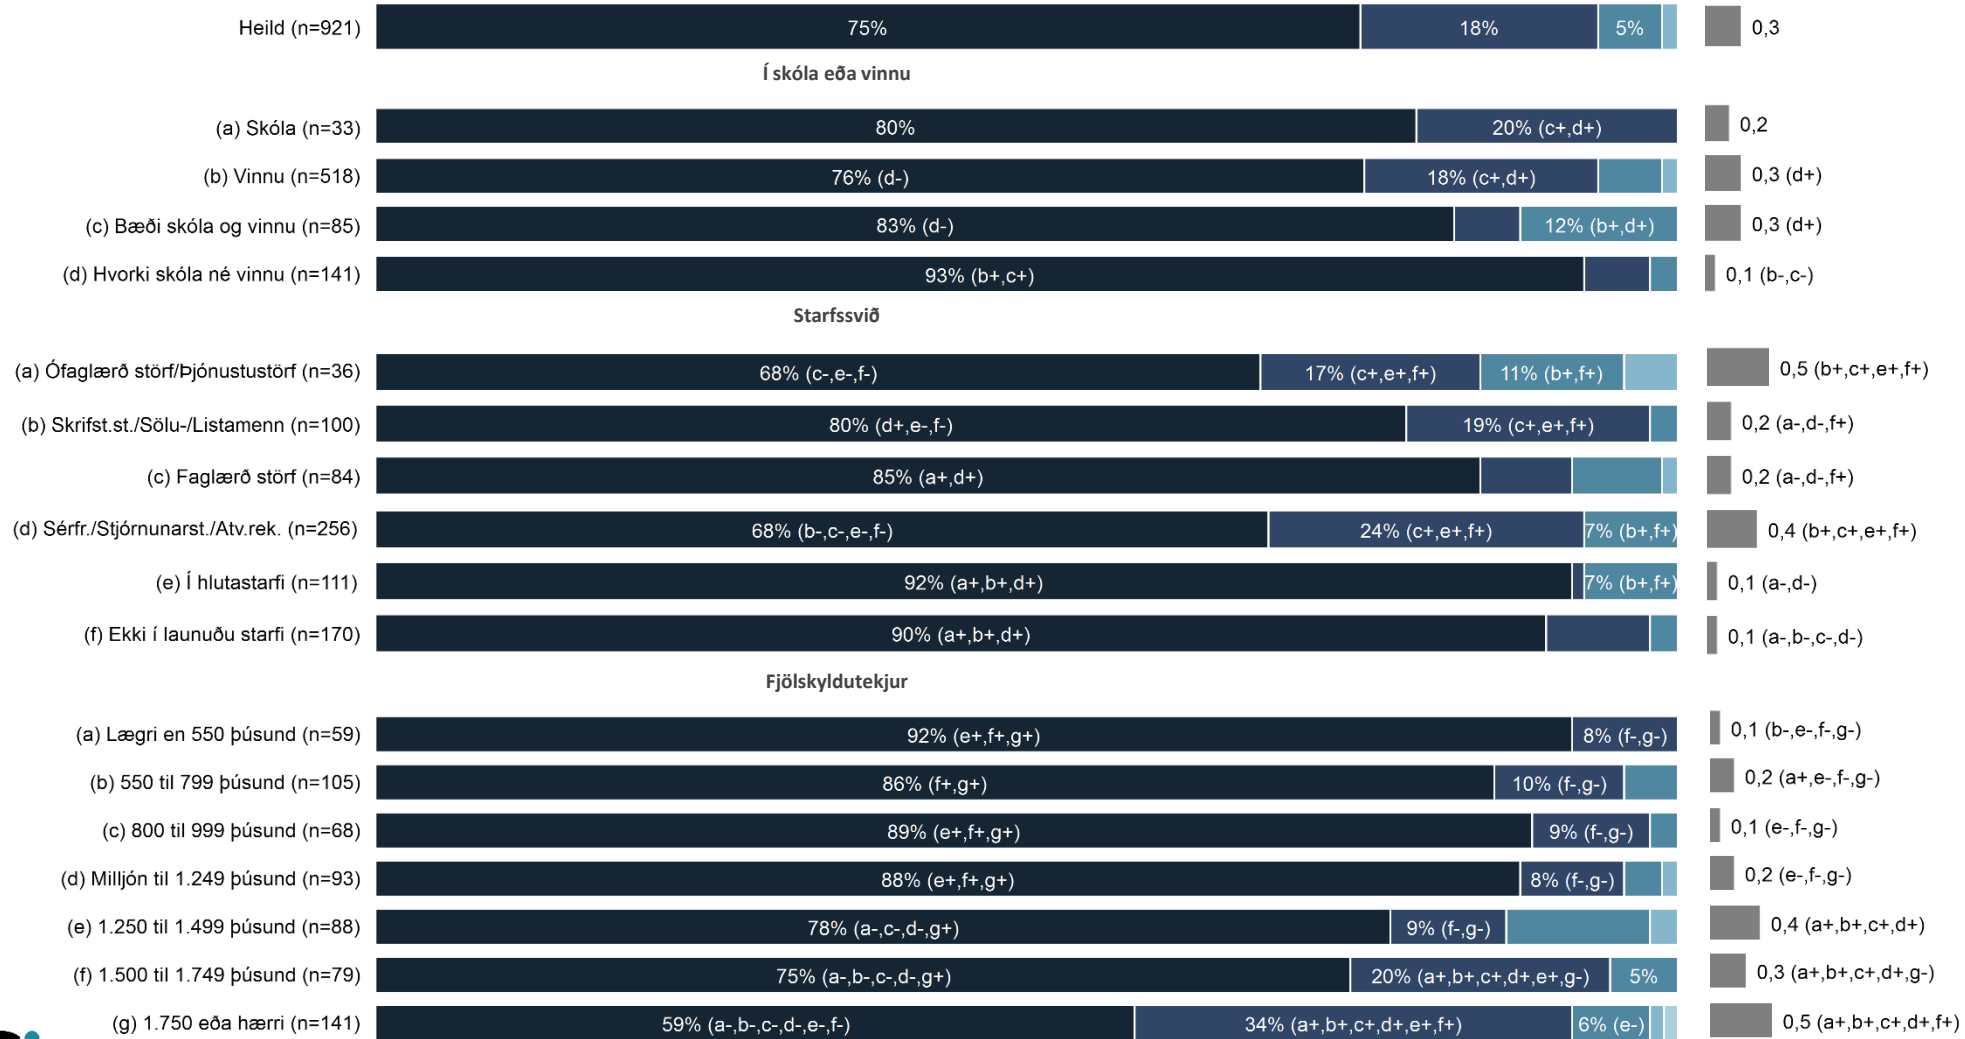 Heild (n=921) 75% 18% 5% 0,3
Í skóla eða vinnu
(a) Skóla (n=33) 80% 20% (c+,d+) 0,2
(b) Vinnu (n=518) 76% (d-) 18% (c+,d+) 0,3 (d+)
(c) Bæði skóla og vinnu (n=85) 83% (d-) 12% (b+,d+) 0,3 (d+)
(d) Hvorki skóla né vinnu (n=141) 93% (b+,c+) 0,1 (b-,c-)
Starfssvið
(a) Ófaglærð störf/Þjónustustörf (n=36) 68% (c-,e-,f-) 17% (c+,e+,f+) 11% (b+,f+) 0,5 (b+,c+,e+,f+)
(b) Skrifst.st./Sölu-/Listamenn (n=100) 80% (d+,e-,f-) 19% (c+,e+,f+) 0,2 (a-,d-,f+)
(c) Faglærð störf (n=84) 85% (a+,d+) 0,2 (a-,d-,f+)
(d) Sérfr./Stjórnunarst./Atv.rek. (n=256) 68% (b-,c-,e-,f-) 24% (c+,e+,f+) 7% (b+,f+) 0,4 (b+,c+,e+,f+)
(e) Í hlutastarfi (n=111) 92% (a+,b+,d+) 7% (b+,f+) 0,1 (a-,d-)
(f) Ekki í launuðu starfi (n=170) 90% (a+,b+,d+) 0,1 (a-,b-,c-,d-)
Fjölskyldutekjur
(a) Lægri en 550 þúsund (n=59) 92% (e+,f+,g+) 8% (f-,g-) 0,1 (b-,e-,f-,g-)
(b) 550 til 799 þúsund (n=105) 86% (f+,g+) 10% (f-,g-) 0,2 (a+,e-,f-,g-)
(c) 800 til 999 þúsund (n=68) 89% (e+,f+,g+) 9% (f-,g-) 0,1 (e-,f-,g-)
(d) Milljón til 1.249 þúsund (n=93) 88% (e+,f+,g+) 8% (f-,g-) 0,2 (e-,f-,g-)
(e) 1.250 til 1.499 þúsund (n=88) 78% (a-,c-,d-,g+) 9% (f-,g-) 0,4 (a+,b+,c+,d+)
(f) 1.500 til 1.749 þúsund (n=79) 75% (a-,b-,c-,d-,g+) 20% (a+,b+,c+,d+,e+,g-) 5% 0,3 (a+,b+,c+,d+,g-)
(g) 1.750 eða hærri (n=141) 59% (a-,b-,c-,d-,e-,f-) 34% (a+,b+,c+,d+,e+,f+) 6% (e-) 0,5 (a+,b+,c+,d+,f+)